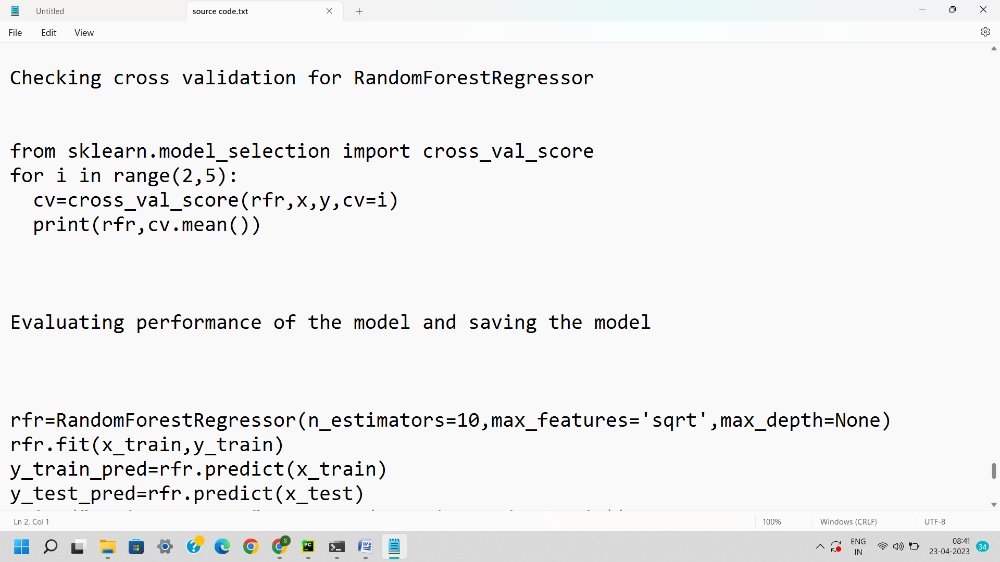 Untitled
source code.txt
File Edit View
Checking cross validation for RandomForestRegressor
from sklearn.model_selection import cross_val_score
for i in range(2,5):
  cv=cross_val_score(rfr,x,y,cv=i)
  print(rfr,cv.mean())
Evaluating performance of the model and saving the model
rfr=RandomForestRegressor(n_estimators=10,max_features='sqrt',max_depth=None)
rfr.fit(x_train,y_train)
y_train_pred=rfr.predict(x_train)
y_test_pred=rfr.predict(x_test)
Ln 2, Col 1
100%
Windows (CRLF)
UTF-8
S
PC
W
ENG
IN
08:41
23-04-2023
34